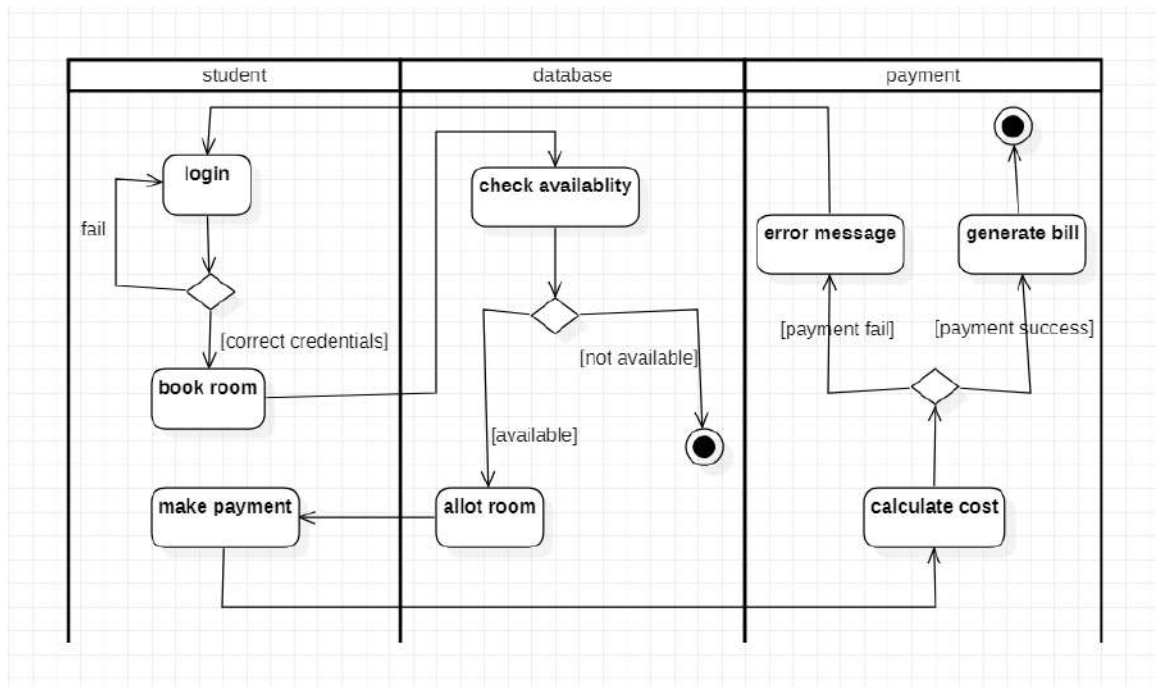 student
database
payment
login
check availablity
fail
error message
generate bill
[correct credentials]
[payment fail]
[payment success]
[not available]
book room
[available]
make payment
allot room
calculate cost